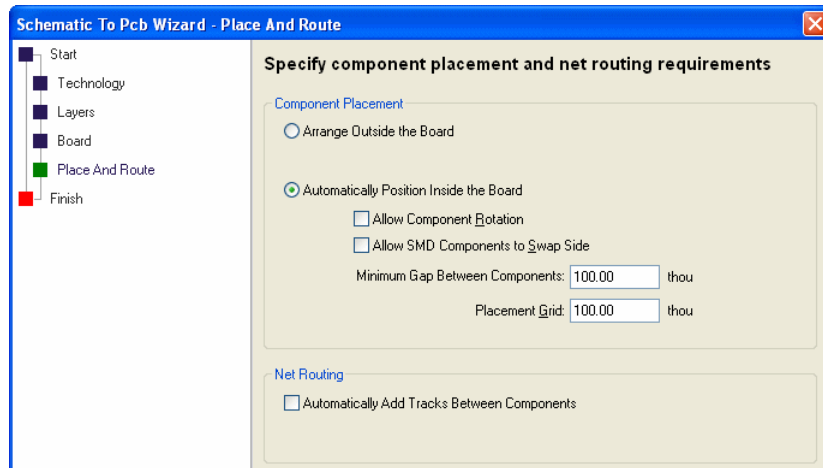 Schematic To Pcb Wizard - Place And Route
Start
Technology
Layers
Board
Place And Route
Finish
Specify component placement and net routing requirements
Component Placement
Arrange Outside the Board
Automatically Position Inside the Board
Allow Component Rotation
Allow SMD Components to Swap Side
Minimum Gap Between Components: 100.00 thou
Placement Grid: 100.00 thou
Net Routing
Automatically Add Tracks Between Components